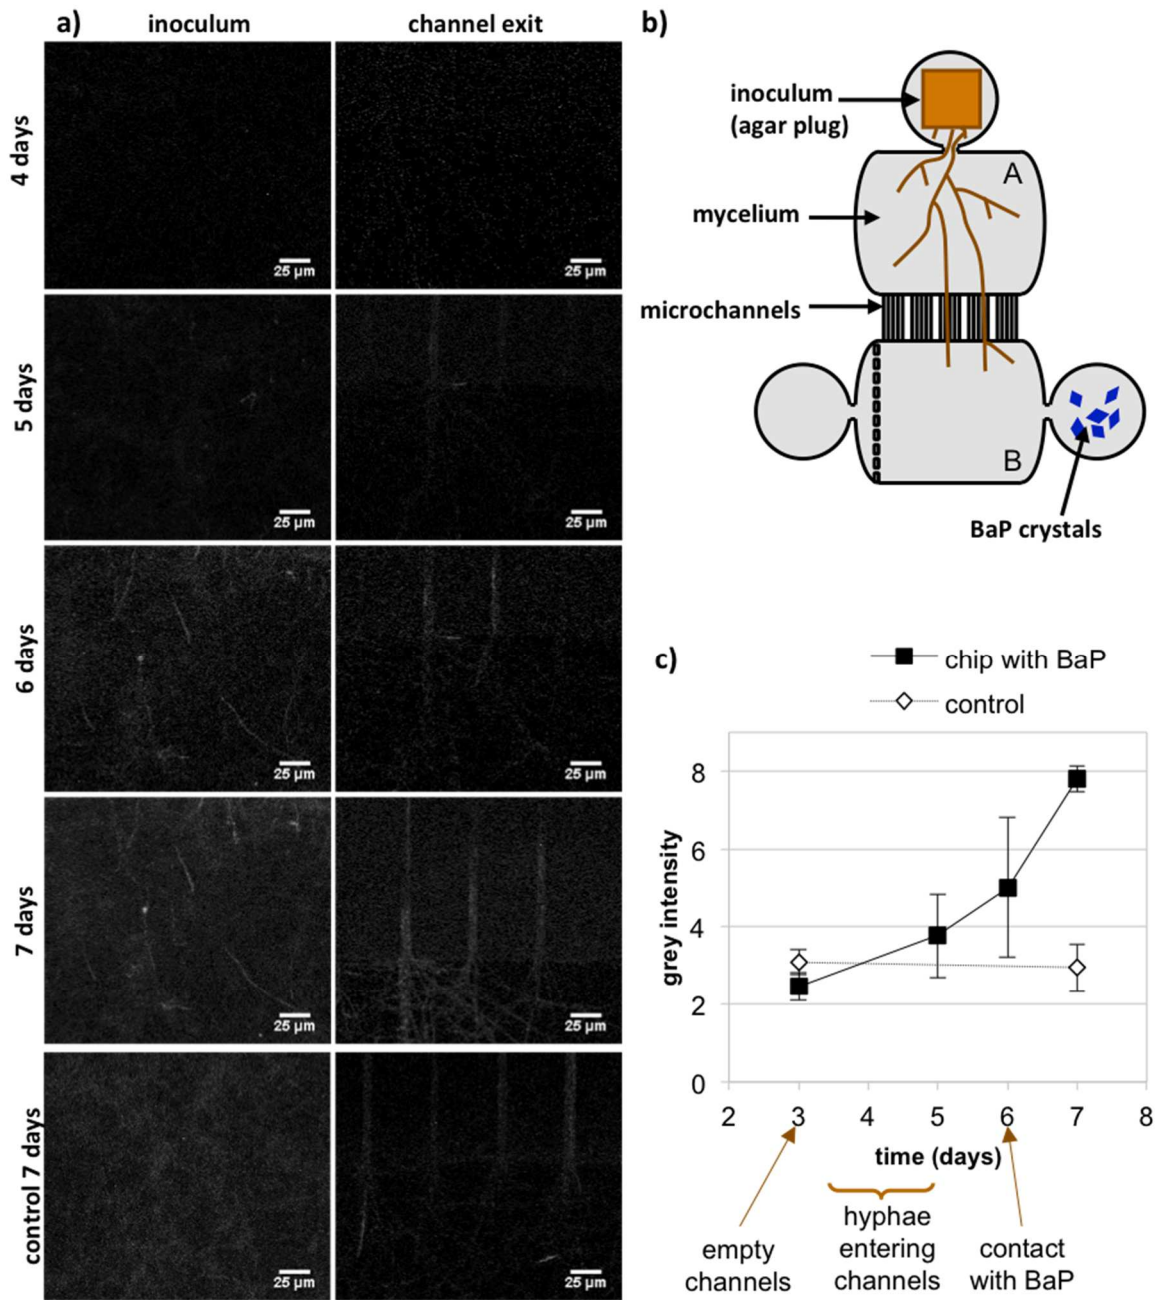 a)
inoculum
channel exit
4 days
25 µm
25 µm
5 days
25 µm
25 µm
6 days
25 µm
25 µm
7 days
25 µm
25 µm
control 7 days
25 µm
25 µm
b)
inoculum
(agar plug)
A
mycelium
microchannels
B
BaP crystals
c)
chip with BaP
control
grey intensity
8
6
4
2
0
2 3 4 5 6 7 8
time (days)
empty
channels
hyphae
entering
channels
contact
with BaP